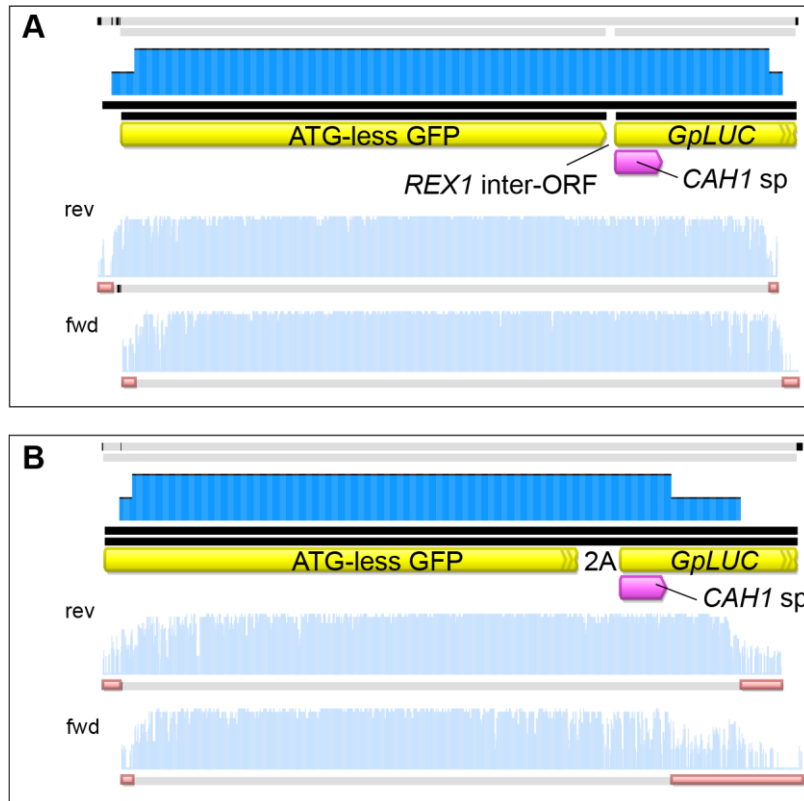 A
ATG-less GFP
GpLUC
REX1 inter-ORF
CAH1 sp
rev
fwd
B
ATG-less GFP
2A
GpLUC
CAH1 sp
rev
fwd